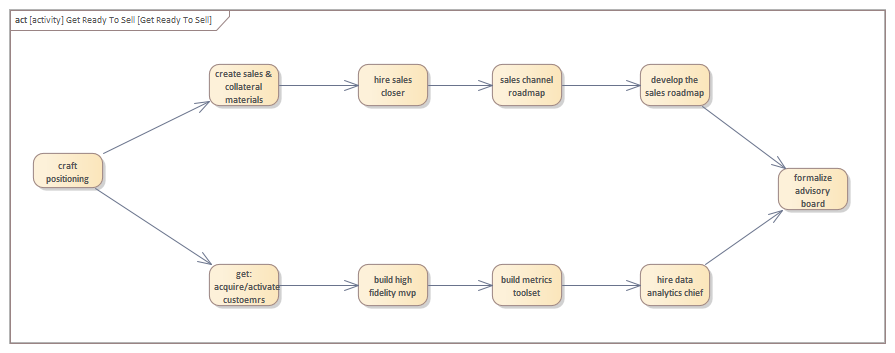 act [activity] Get Ready To Sell [Get Ready To Sell]
create sales &
collateral
materials
hire sales
closer
sales channel
roadmap
develop the
sales roadmap
craft
positioning
formalize
advisory
board
get:
acquire/activate
custoemrs
build high
fidelity mvp
build metrics
toolset
hire data
analytics chief